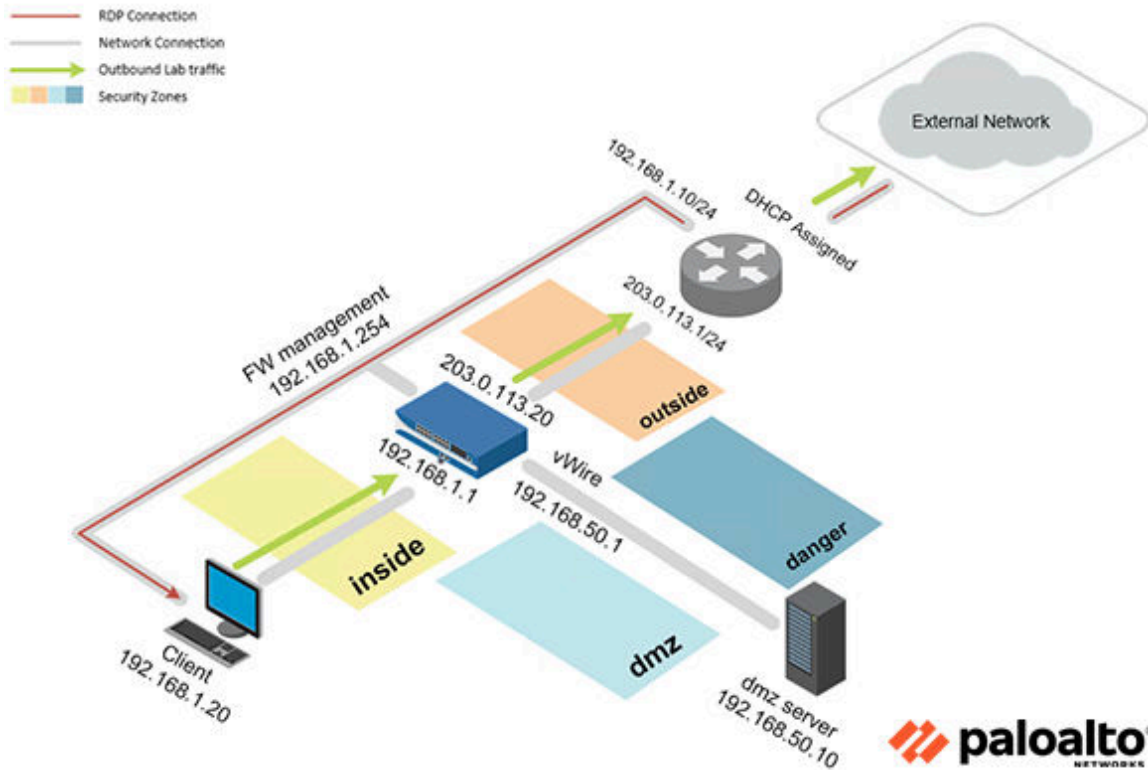 RDP Connection
Network Connection
Outbound Lab traffic
Security Zones
External Network
192.168.1.10/24
DHCP Assigned
203.0.113.1/24
FW management
192.168.1.254
203.0.113.20
outside
192.168.1.1
vWire
192.168.50.1
danger
inside
dmz
Client
192.168.1.20
dmz server
192.168.50.10
paloalto
NETWORKS